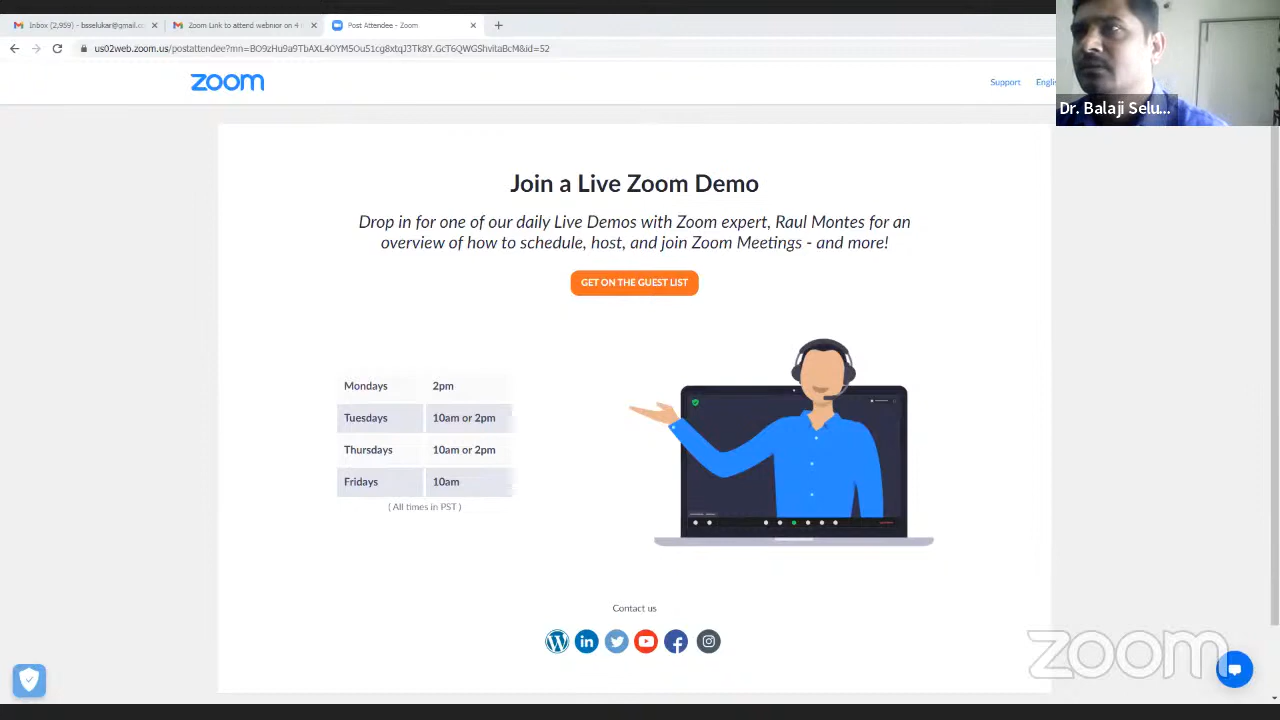 Inbox (2,959) - bsselukar@gmail.co
Zoom Link to attend webnior on 4
Post Attendee - Zoom
us02web.zoom.us/postattendee?mn=BO9zHu9a9TbAXL4OYM5Ou51cg8xtqJ3TK8Y.GcT6QWGShvitaBcM&id=52
zoom
Support
Englis
Dr. Balaji Selu...
Join a Live Zoom Demo
Drop in for one of our daily Live Demos with Zoom expert, Raul Montes for an
overview of how to schedule, host, and join Zoom Meetings - and more!
GET ON THE GUEST LIST
Mondays 2pm
Tuesdays 10am or 2pm
Thursdays 10am or 2pm
Fridays 10am
( All times in PST )
Contact us
zoom